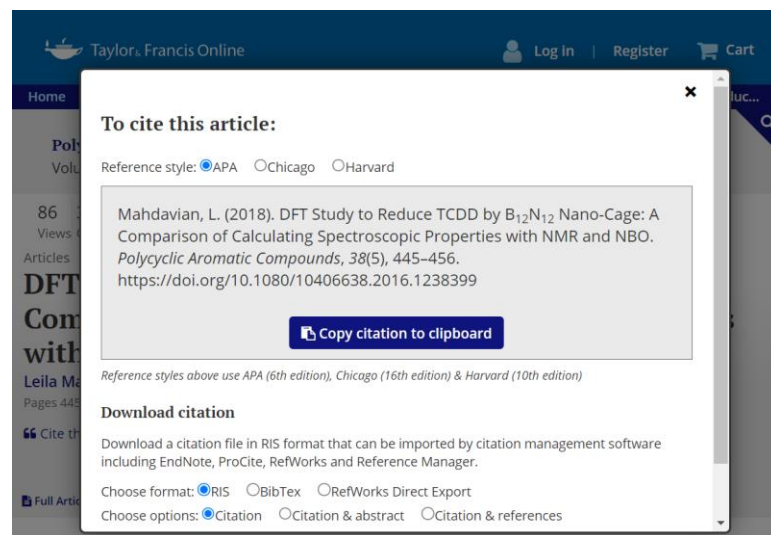 Taylor & Francis Online
Log in | Register Cart
Home
luc...
To cite this article:
Reference style: APA Chicago Harvard
Mahdavian, L. (2018). DFT Study to Reduce TCDD by B₁₂N₁₂ Nano-Cage: A
Comparison of Calculating Spectroscopic Properties with NMR and NBO.
Polycyclic Aromatic Compounds, 38(5), 445–456.
https://doi.org/10.1080/10406638.2016.1238399
Copy citation to clipboard
Reference styles above use APA (6th edition), Chicago (16th edition) & Harvard (10th edition)
Download citation
Download a citation file in RIS format that can be imported by citation management software
including EndNote, ProCite, RefWorks and Reference Manager.
Choose format: RIS BibTex RefWorks Direct Export
Choose options: Citation Citation & abstract Citation & references
Poly
Volu
86
Views
Articles
DFT
Com
with
s
Leila Ma
Pages 445
Cite th
Full Artic